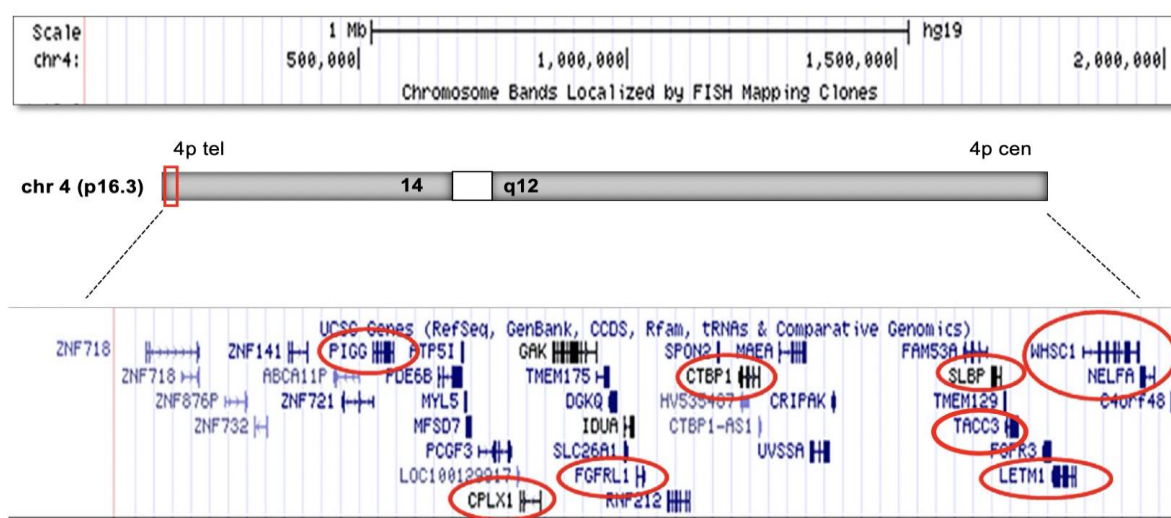 Scale 1 Mb hg19
chr4: 500,000 1,000,000 1,500,000 2,000,000
Chromosome Bands Localized by FISH Mapping Clones
4p tel 4p cen
chr 4 (p16.3) 14 q12
UCSC Genes (RefSeq, GenBank, CCDS, Rfam, tRNAs & Comparative Genomics)
ZNF718 ZNF141 PIGG ATP5I GAK SPON2 MAEA FAM53A WHSC1
ZNF718 ABCA11P PDE6B TMEM175 CTBP1 SLBP NELFA
ZNF876P ZNF721 MYL5 DGKQ HV535487 CRIPAK TMEM129 C4orf48
ZNF732 MFSD7 IDUA CTBP1-AS1 TACC3
PCGF3 SLC26A1 UVSSA FGFR3
LOC100129917 FGFRL1 LETM1
CPLX1 RNF212